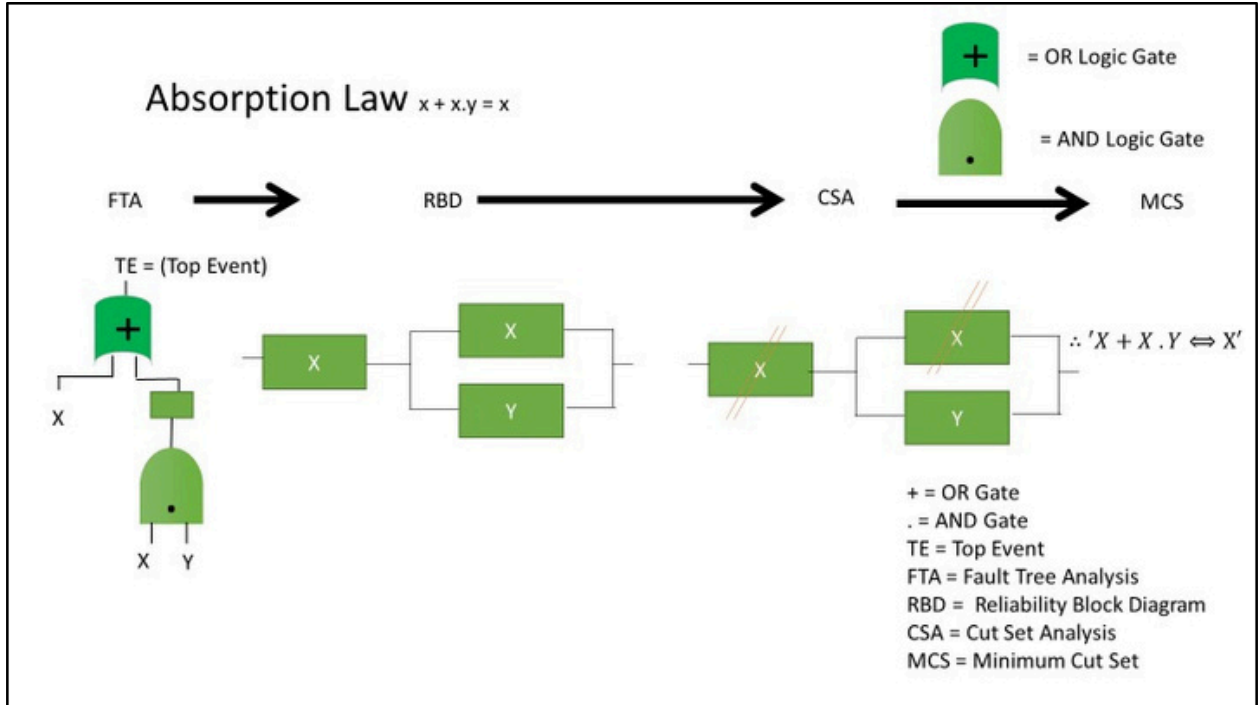 + = OR Logic Gate
Absorption Law x + x.y = x
. = AND Logic Gate
FTA RBD CSA MCS
TE = (Top Event)
+
X
X
X
Y
X
X
Y
∴ 'X + X .Y ⇔ X'
.
X Y
+ = OR Gate
. = AND Gate
TE = Top Event
FTA = Fault Tree Analysis
RBD = Reliability Block Diagram
CSA = Cut Set Analysis
MCS = Minimum Cut Set